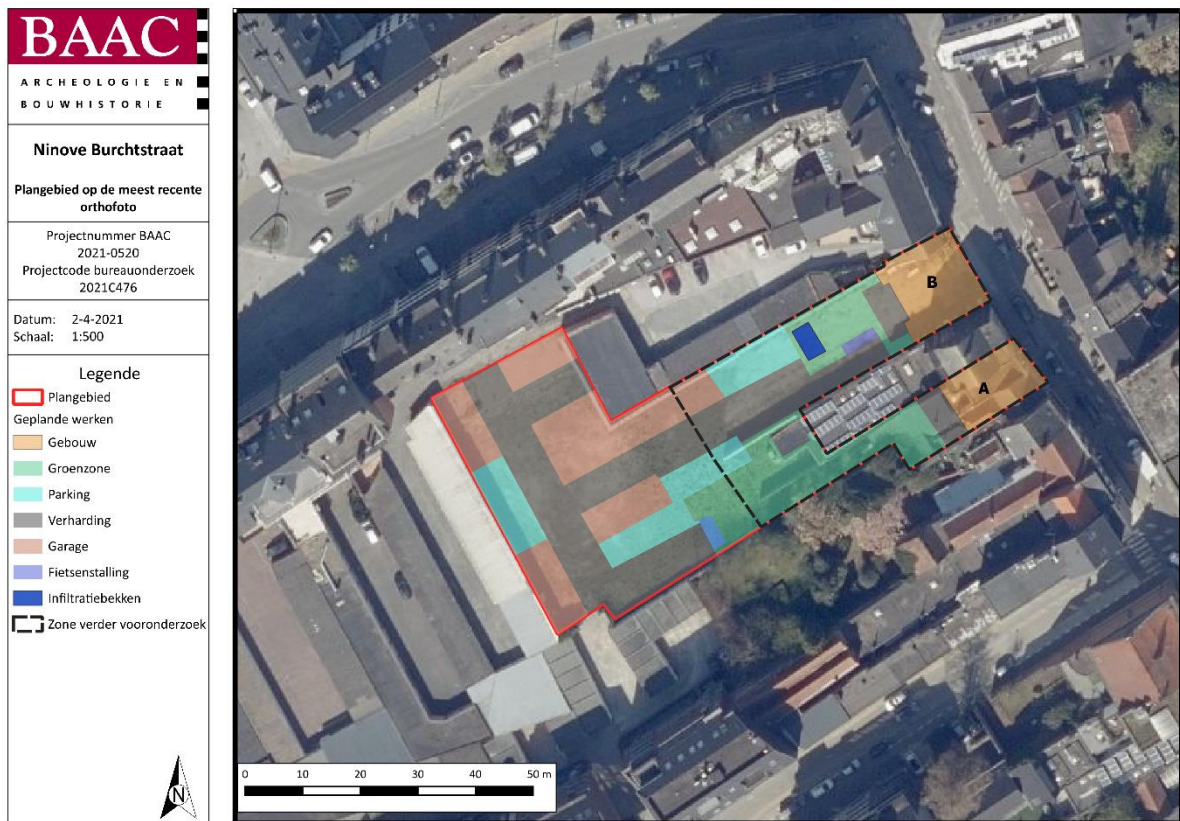 BAAC
ARCHEOLOGIE EN
BOUWHISTORIE
Ninove Burchtstraat
Plangebied op de meest recente
orthofoto
Projectnummer BAAC
2021-0520
Projectcode bureauonderzoek
2021C476
Datum: 2-4-2021
Schaal: 1:500
Legende
Plangebied
Geplande werken
Gebouw
Groenzone
Parking
Verharding
Garage
Fietsenstalling
Infiltratiebekken
Zone verder vooronderzoek
N
B
A
0 10 20 30 40 50 m